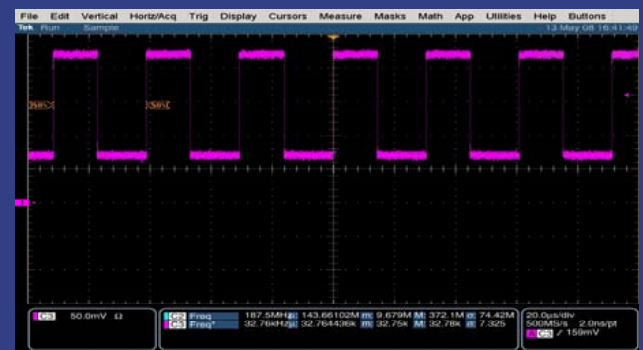 File Edit Vertical Horiz/Acq Trig Display Cursors Measure Masks Math App Utilities Help Buttons
Tek Run Sample 13 May 08 16:41:49
50% 50%
C3 50.0mV Ω
C2 Freq 187.5MHz μ: 143.66102M m: 9.679M M: 372.1M σ: 74.42M
C3 Freq* 32.76kHz μ: 32.764436k m: 32.75k M: 32.78k σ: 7.325
20.0μs/div
500MS/s 2.0ns/pt
A C3 / 159mV